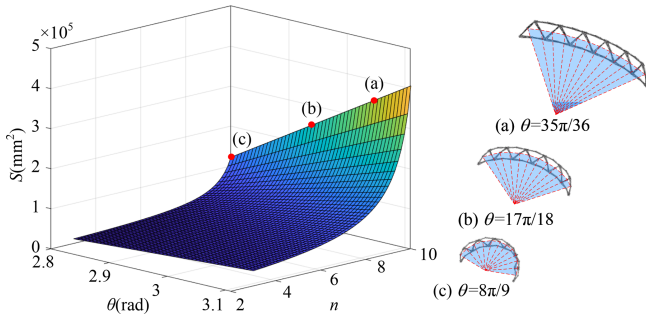 ×10⁵
5
4
3
2
1
0
S(mm²)
2.8
2.9
3
3.1
θ(rad)
2
4
6
8
10
n
(a)
(b)
(c)
(a) θ=35π/36
(b) θ=17π/18
(c) θ=8π/9